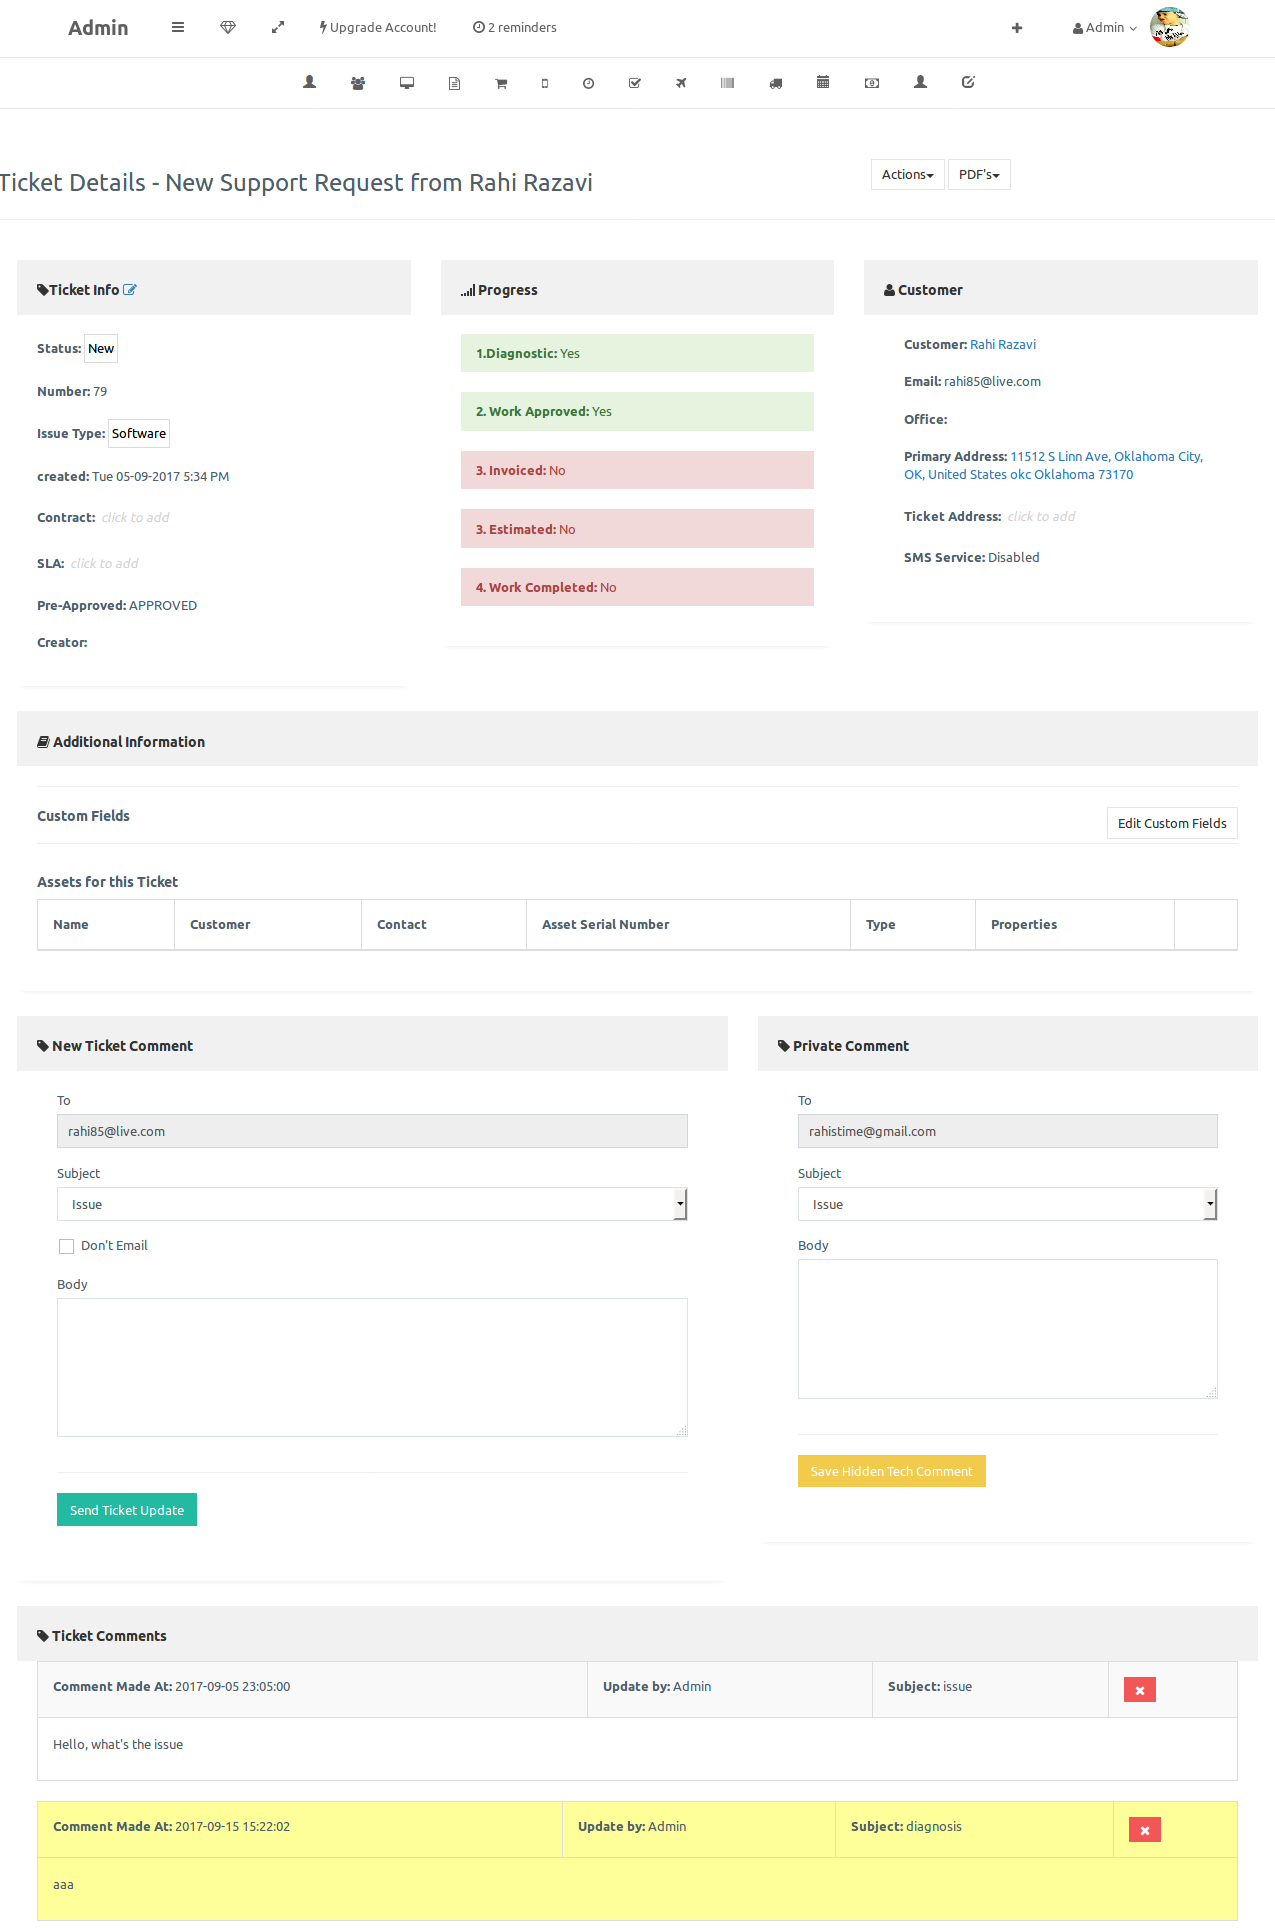 Admin
Upgrade Account!
2 reminders
Admin
Ticket Details - New Support Request from Rahi Razavi
Actions
PDF's
Ticket Info
Status: New
Number: 79
Issue Type: Software
created: Tue 05-09-2017 5:34 PM
Contract: click to add
SLA: click to add
Pre-Approved: APPROVED
Creator:
Progress
1.Diagnostic: Yes
2. Work Approved: Yes
3. Invoiced: No
3. Estimated: No
4. Work Completed: No
Customer
Customer: Rahi Razavi
Email: rahi85@live.com
Office:
Primary Address: 11512 S Linn Ave, Oklahoma City,
OK, United States okc Oklahoma 73170
Ticket Address: click to add
SMS Service: Disabled
Additional Information
Custom Fields
Edit Custom Fields
Assets for this Ticket
Name Customer Contact Asset Serial Number Type Properties
New Ticket Comment
To
rahi85@live.com
Subject
Issue
Don't Email
Body
Send Ticket Update
Private Comment
To
rahistime@gmail.com
Subject
Issue
Body
Save Hidden Tech Comment
Ticket Comments
Comment Made At: 2017-09-05 23:05:00 Update by: Admin Subject: issue
Hello, what's the issue
Comment Made At: 2017-09-15 15:22:02 Update by: Admin Subject: diagnosis
aaa